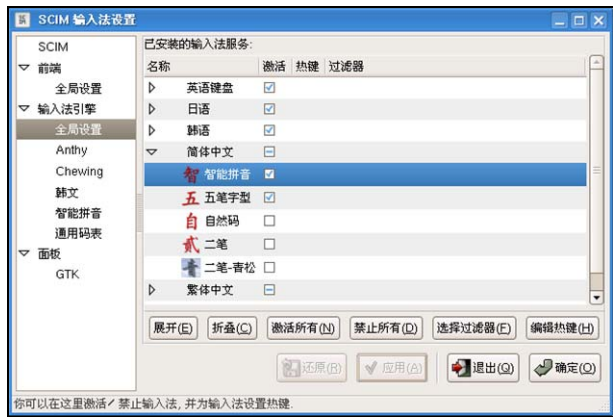 SCIM 输入法设置
SCIM
前端
全局设置
输入法引擎
全局设置
Anthy
Chewing
韩文
智能拼音
通用码表
面板
GTK
已安装的输入法服务:
名称 激活 热键 过滤器
英语键盘
日语
韩语
简体中文
智 智能拼音
五 五笔字型
自 自然码
贰 二笔
青 二笔-青松
繁体中文
展开(E) 折叠(C) 激活所有(N) 禁止所有(D) 选择过滤器(F) 编辑热键(H)
还原(R) 应用(A) 退出(Q) 确定(O)
你可以在这里激活/ 禁止输入法, 并为输入法设置热键.